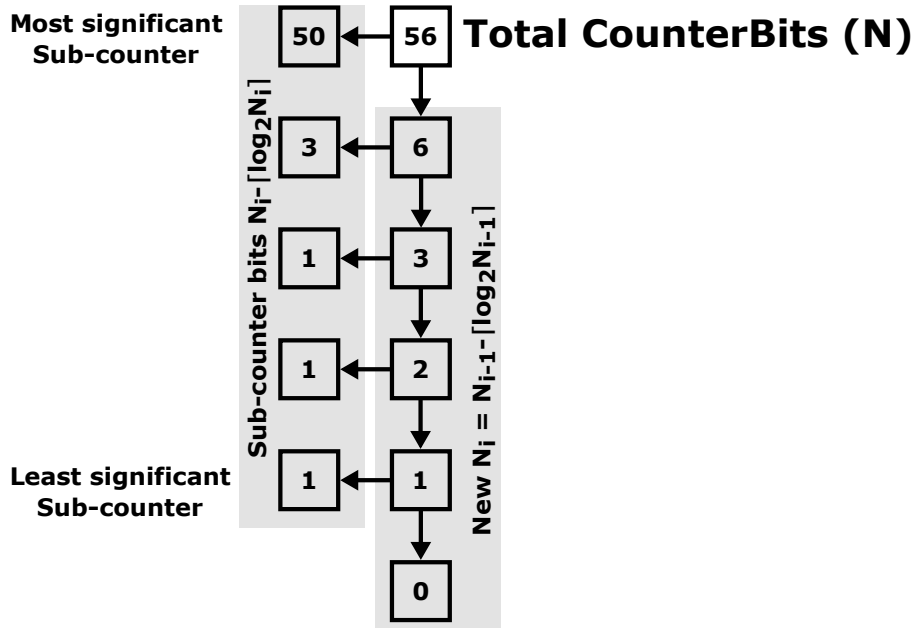 Most significant
Sub-counter
50
56
Total CounterBits (N)
3
6
1
3
1
2
Least significant
Sub-counter
1
1
0
Sub-counter bits Nᵢ-⌈log₂Nᵢ⌉
New Nᵢ = Nᵢ₋₁-⌈log₂Nᵢ₋₁⌉